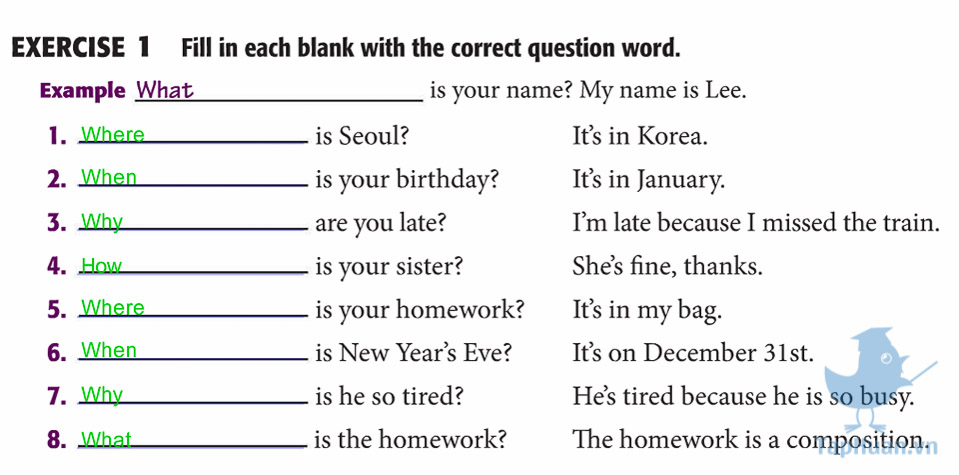 EXERCISE 1 Fill in each blank with the correct question word.
Example What is your name? My name is Lee.
1. Where is Seoul? It's in Korea.
2. When is your birthday? It's in January.
3. Why are you late? I'm late because I missed the train.
4. How is your sister? She's fine, thanks.
5. Where is your homework? It's in my bag.
6. When is New Year's Eve? It's on December 31st.
7. Why is he so tired? He's tired because he is so busy.
8. What is the homework? The homework is a composition.
Taphuan.vn